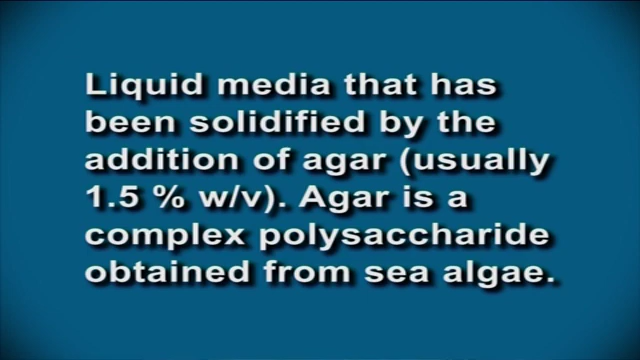 Liquid media that has
been solidified by the
addition of agar (usually
1.5 % w/v). Agar is a
complex polysaccharide
obtained from sea algae.